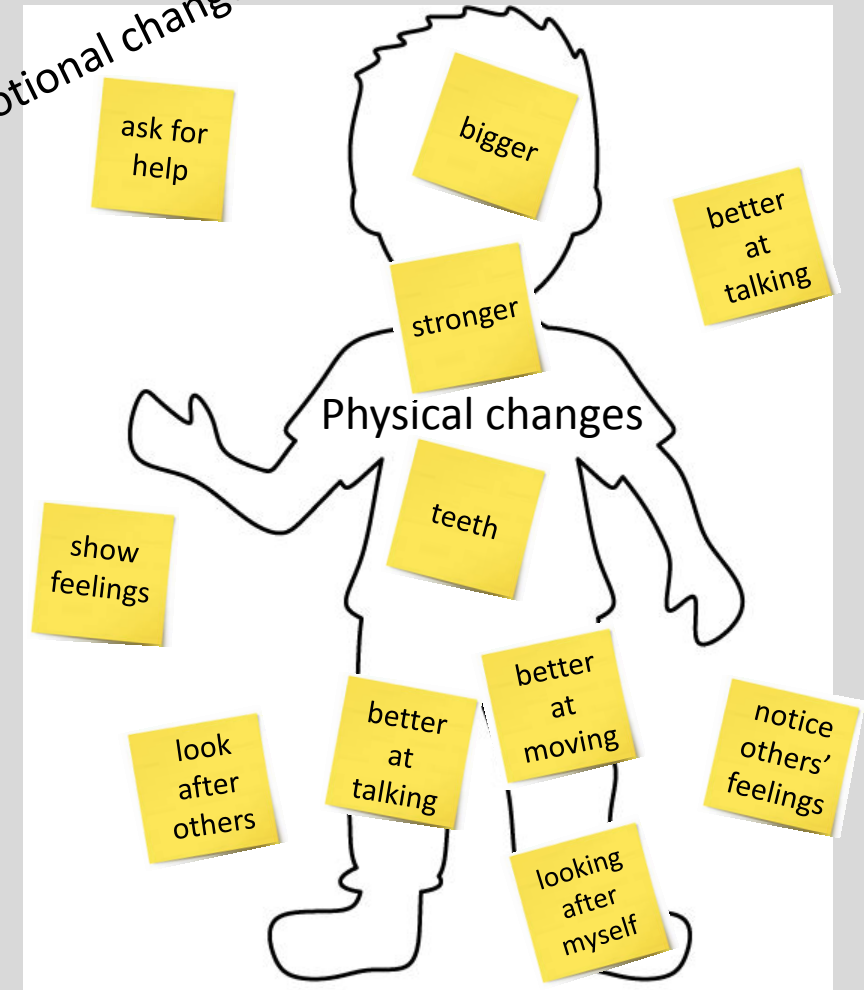 otional chang
ask for
help
bigger
better
at
talking
stronger
Physical changes
teeth
show
feelings
better
at
moving
better
at
talking
notice
others’
feelings
look
after
others
looking
after
myself